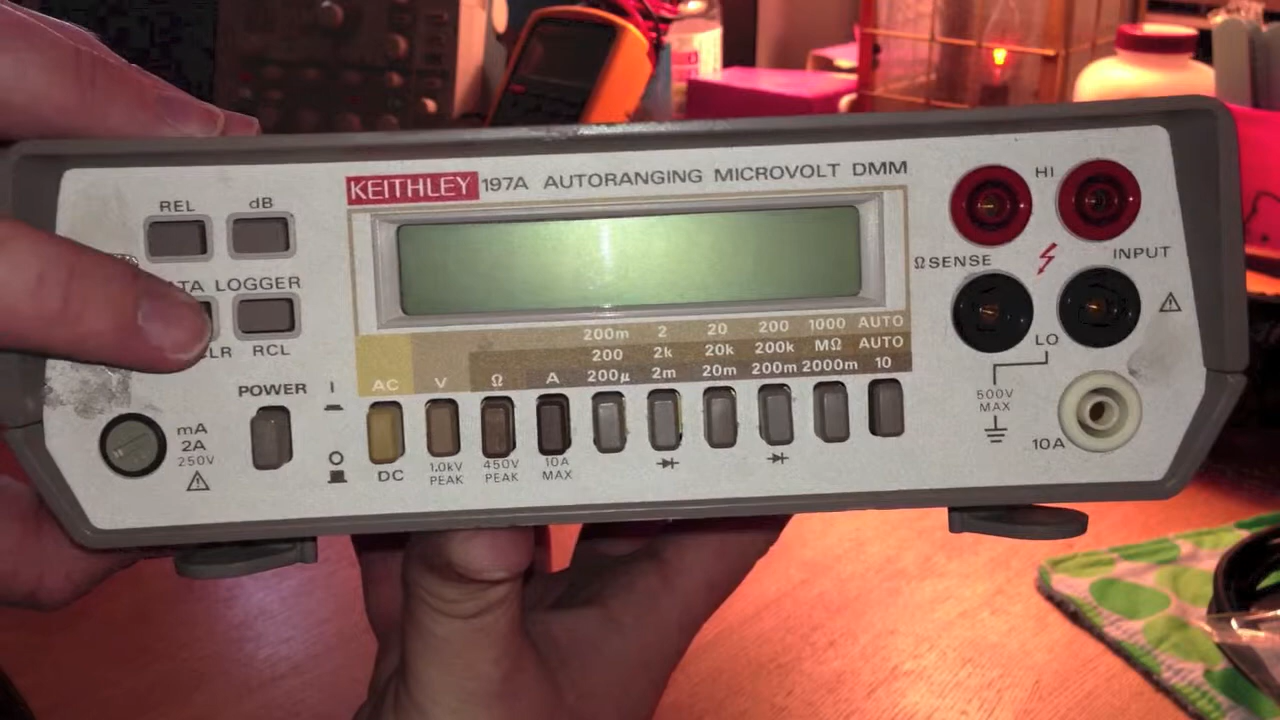 KEITHLEY 197A AUTORANGING MICROVOLT DMM
REL dB
ATA LOGGER
CLR RCL
POWER I
O
mA
2A
250V
200m 2 20 200 1000 AUTO
200 2k 20k 200k MΩ AUTO
AC V Ω A 200μ 2m 20m 200m 2000m 10
DC 1.0kV PEAK 450V PEAK 10A MAX
HI
ΩSENSE INPUT
LO
500V
MAX
10A